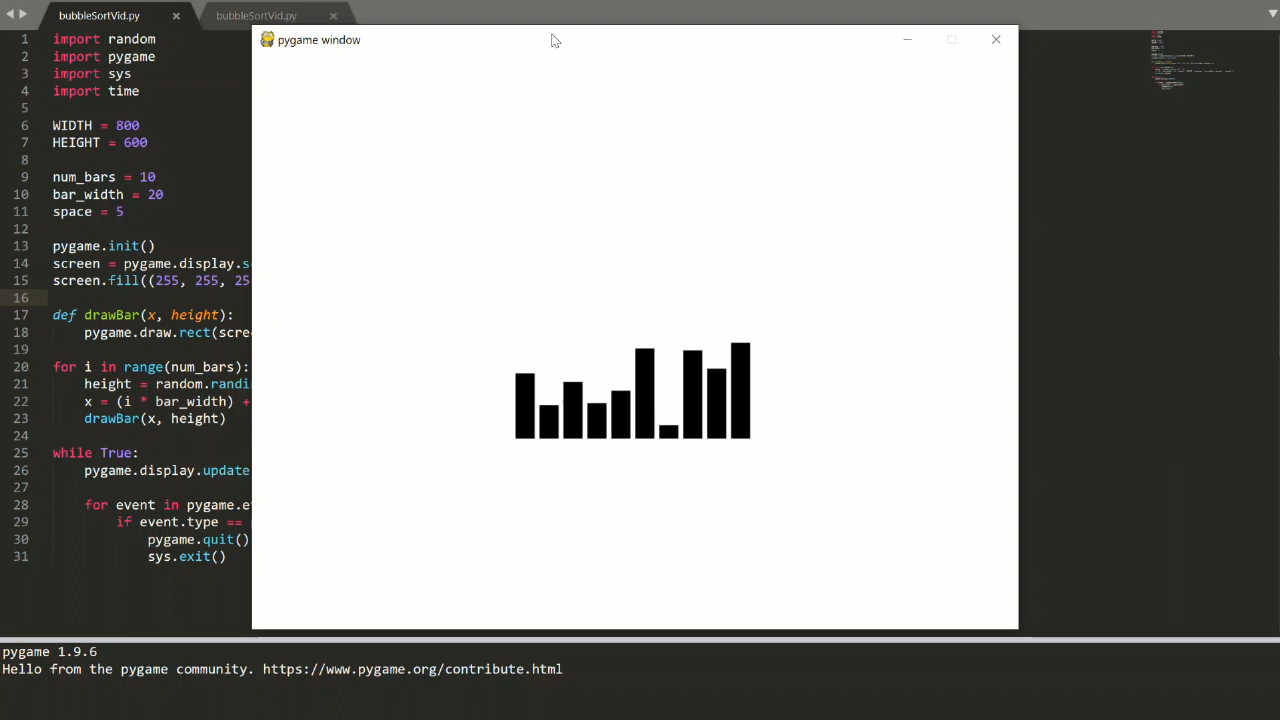 bubbleSortVid.py
bubbleSortVid.py
pygame window
1 import random
2 import pygame
3 import sys
4 import time
5
6 WIDTH = 800
7 HEIGHT = 600
8
9 num_bars = 10
10 bar_width = 20
11 space = 5
12
13 pygame.init()
14 screen = pygame.display.s
15 screen.fill((255, 255, 25
16
17 def drawBar(x, height):
18 pygame.draw.rect(scre
19
20 for i in range(num_bars):
21 height = random.randi
22 x = (i * bar_width) +
23 drawBar(x, height)
24
25 while True:
26 pygame.display.update
27
28 for event in pygame.e
29 if event.type ==
30 pygame.quit()
31 sys.exit()
pygame 1.9.6
Hello from the pygame community. https://www.pygame.org/contribute.html